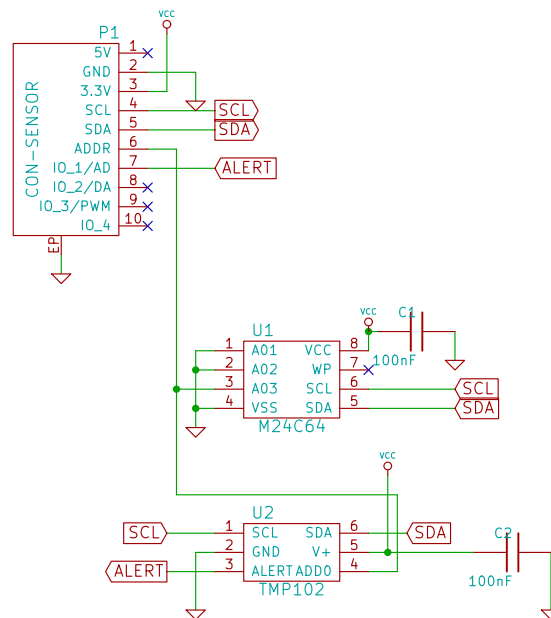 VCC
P1
CON-SENSOR
5V 1
GND 2
3.3V 3
SCL 4 SCL
SDA 5 SDA
ADDR 6
IO_1/AD 7 ALERT
IO_2/DA 8
IO_3/PWM 9
IO_4 10
EP
VCC C1
U1
100nF
1 A01 VCC 8
2 A02 WP 7
3 A03 SCL 6 SCL
4 VSS SDA 5 SDA
M24C64
VCC
U2
C2
SCL 1 SCL SDA 6 SDA
2 GND V+ 5
ALERT 3 ALERT ADD0 4
100nF
TMP102